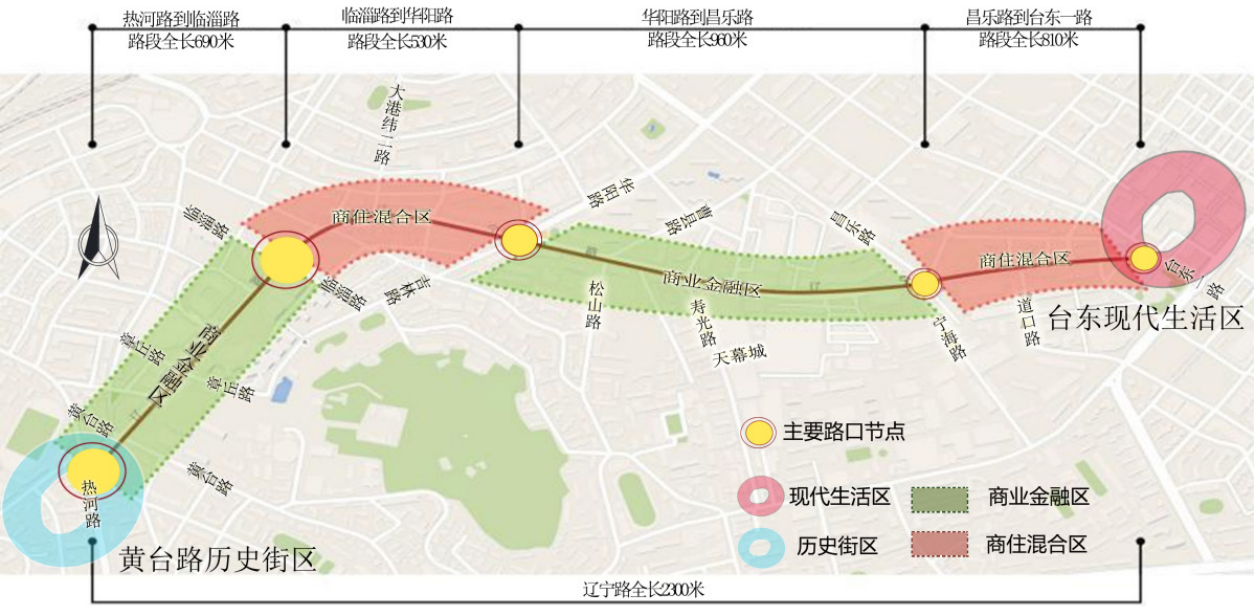 热河路到临淄路
路段全长690米
临淄路到华阳路
路段全长530米
华阳路到昌乐路
路段全长960米
昌乐路到台东一路
路段全长810米
大港纬二路
华阳路
曹县路
昌乐路
临淄路
商住混合区
商住混合区
台东一路
临淄路
吉林路
松山路
商业金融区
寿光路
天幕城
宁海路
道口路
台东现代生活区
章丘路
商业金融区
章丘路
黄台路
黄台路
热河路
黄台路历史街区
主要路口节点
现代生活区
商业金融区
历史街区
商住混合区
辽宁路全长2300米